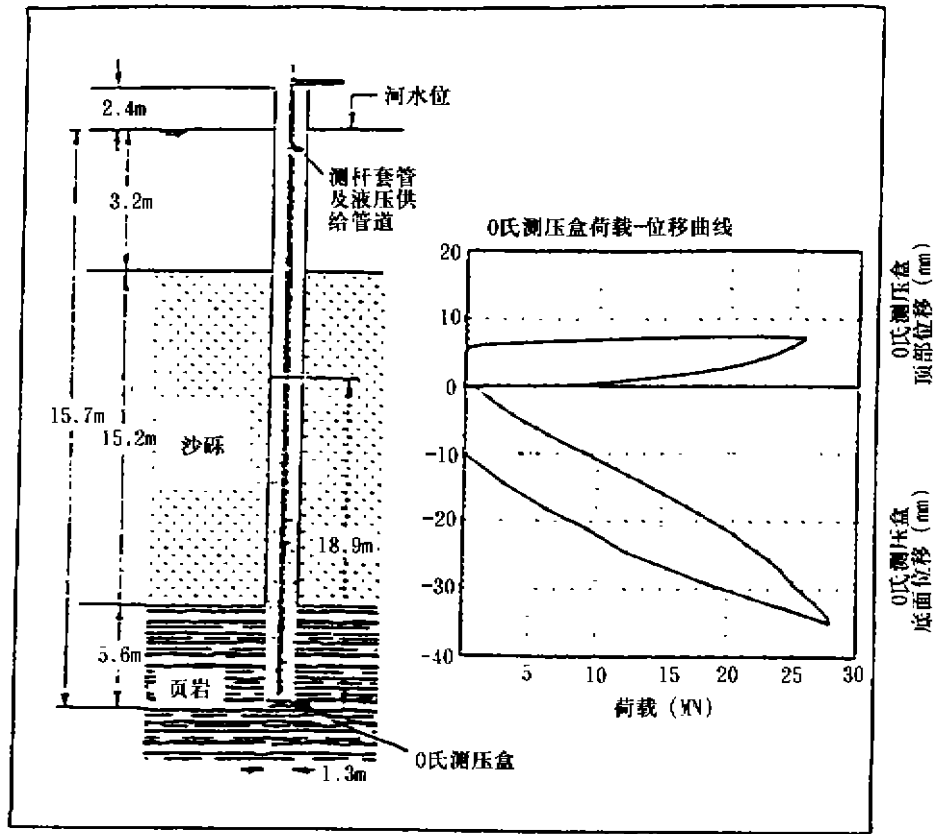 2.4m
河水位
测杆套管
及液压供
给管道
3.2m
15.7m
15.2m
沙砾
18.9m
5.6m
页岩
O氏测压盒
1.3m
O氏测压盒荷载-位移曲线
20
10
0
-10
-20
-30
-40
5
10
20
30
荷载 (MN)
O氏测压盒
顶部位移 (mm)
O氏测压盒
底面位移 (mm)